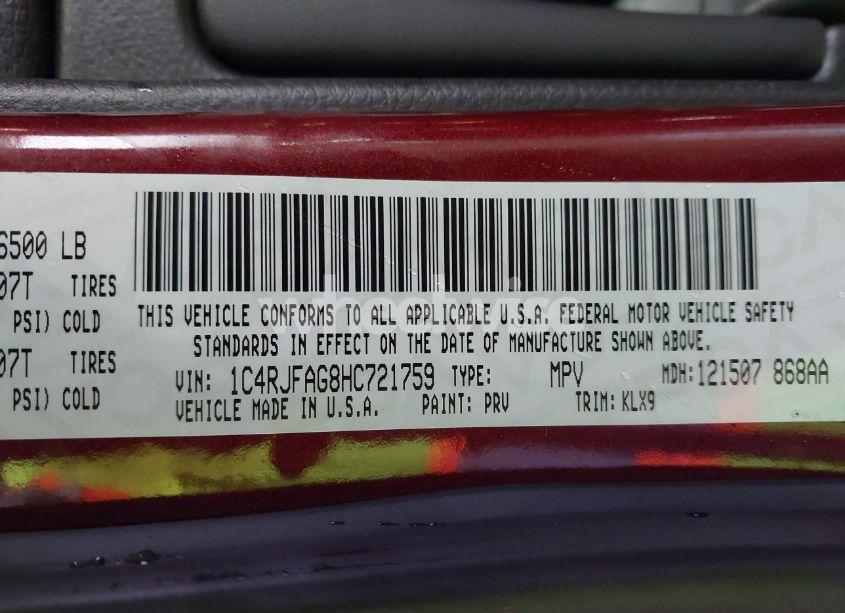 6500 LB
07T TIRES
PSI) COLD
07T TIRES
PSI) COLD
THIS VEHICLE CONFORMS TO ALL APPLICABLE U.S.A. FEDERAL MOTOR VEHICLE SAFETY
STANDARDS IN EFFECT ON THE DATE OF MANUFACTURE SHOWN ABOVE.
VIN: 1C4RJFAG8HC721759 TYPE: MPV MDH: 121507 868AA
VEHICLE MADE IN U.S.A. PAINT: PRV TRIM: KLX9